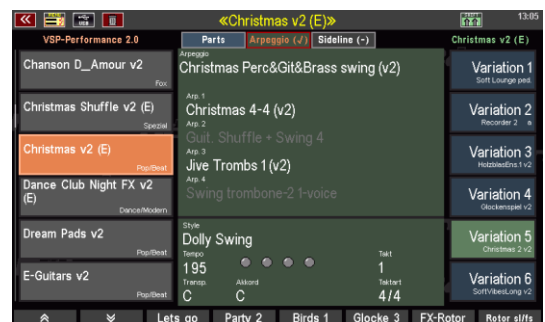 «Christmas v2 (E)»
13:05
VSP-Performance 2.0
Parts
Arpeggio (√)
Sideline (-)
Christmas v2 (E)
Chanson D_Amour v2
Fox
Christmas Shuffle v2 (E)
Spezial
Christmas v2 (E)
Pop/Beat
Dance Club Night FX v2
(E)
Dance/Modern
Dream Pads v2
Pop/Beat
E-Guitars v2
Pop/Beat
Arpeggio
Christmas Perc&Git&Brass swing (v2)
Arp. 1
Christmas 4-4 (v2)
Arp. 2
Guit. Shuffle + Swing 4
Arp. 3
Jive Trombs 1 (v2)
Arp. 4
Swing trombone-2 1-voice
Style
Dolly Swing
Tempo
195
Takt
1
Transp.
Akkord
Taktart
C
C
4/4
Variation 1
Soft Lounge ped.
Variation 2
Recorder 2 a
Variation 3
HolzblasEns.1 v2
Variation 4
Glockenspiel v2
Variation 5
Christmas 2 v2
Variation 6
SoftVibesLong v2
Lets go
Party 2
Birds 1
Glocke 3
FX-Rotor
Rotor sl/fs